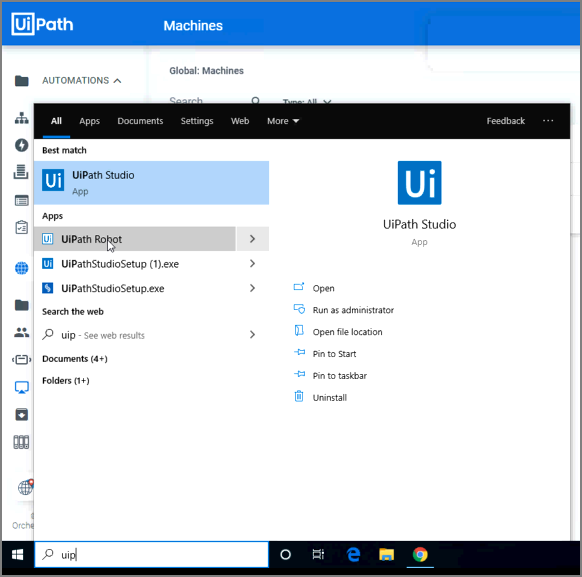 UiPath
Machines
AUTOMATIONS
Global: Machines
Search
Type: All
All Apps Documents Settings Web More Feedback ...
Best match
Ui UiPath Studio
App
Apps
Ui UiPath Robot
Ui UiPathStudioSetup (1).exe
UiPathStudioSetup.exe
Search the web
uip - See web results
Documents (4+)
Folders (1+)
Ui
UiPath Studio
App
Open
Run as administrator
Open file location
Pin to Start
Pin to taskbar
Uninstall
Orche
uip